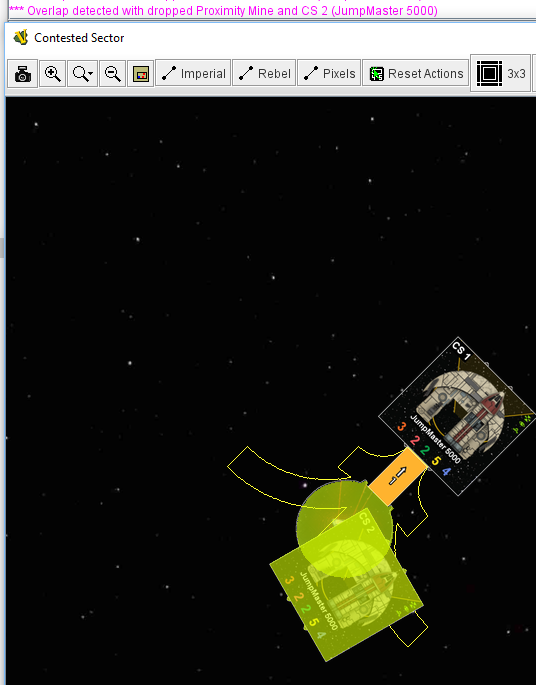 *** Overlap detected with dropped Proximity Mine and CS 2 (JumpMaster 5000)
Contested Sector
Imperial
Rebel
Pixels
Reset Actions
3x3
CS 1
JumpMaster 5000
3 2 2 5 4
CS 2
JumpMaster 5000
3 2 2 5 4